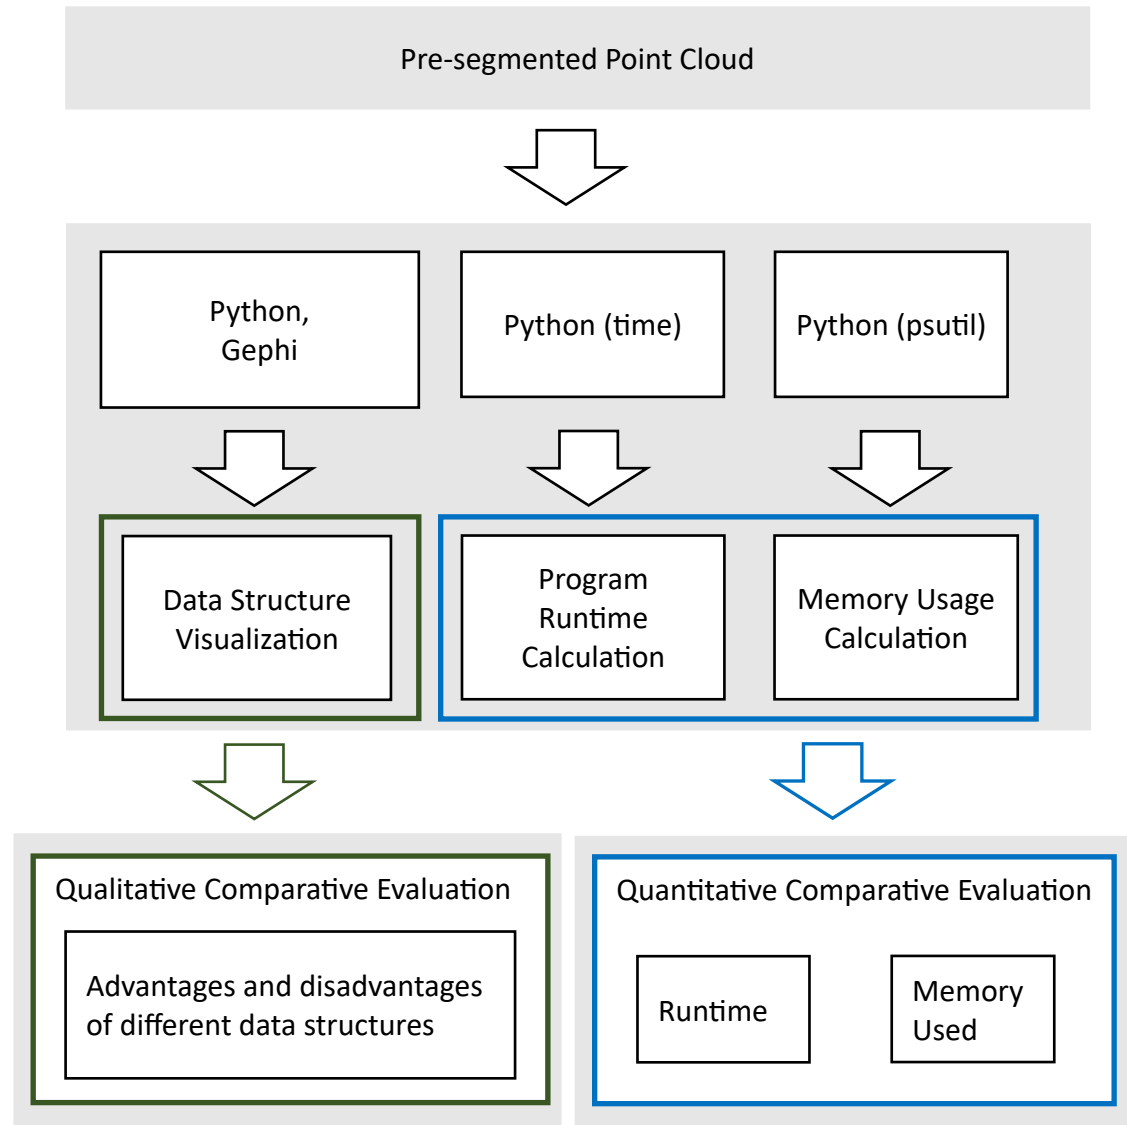 Pre-segmented Point Cloud
Python,
Gephi
Python (time)
Python (psutil)
Data Structure
Visualization
Program
Runtime
Calculation
Memory Usage
Calculation
Qualitative Comparative Evaluation
Advantages and disadvantages
of different data structures
Quantitative Comparative Evaluation
Runtime
Memory
Used